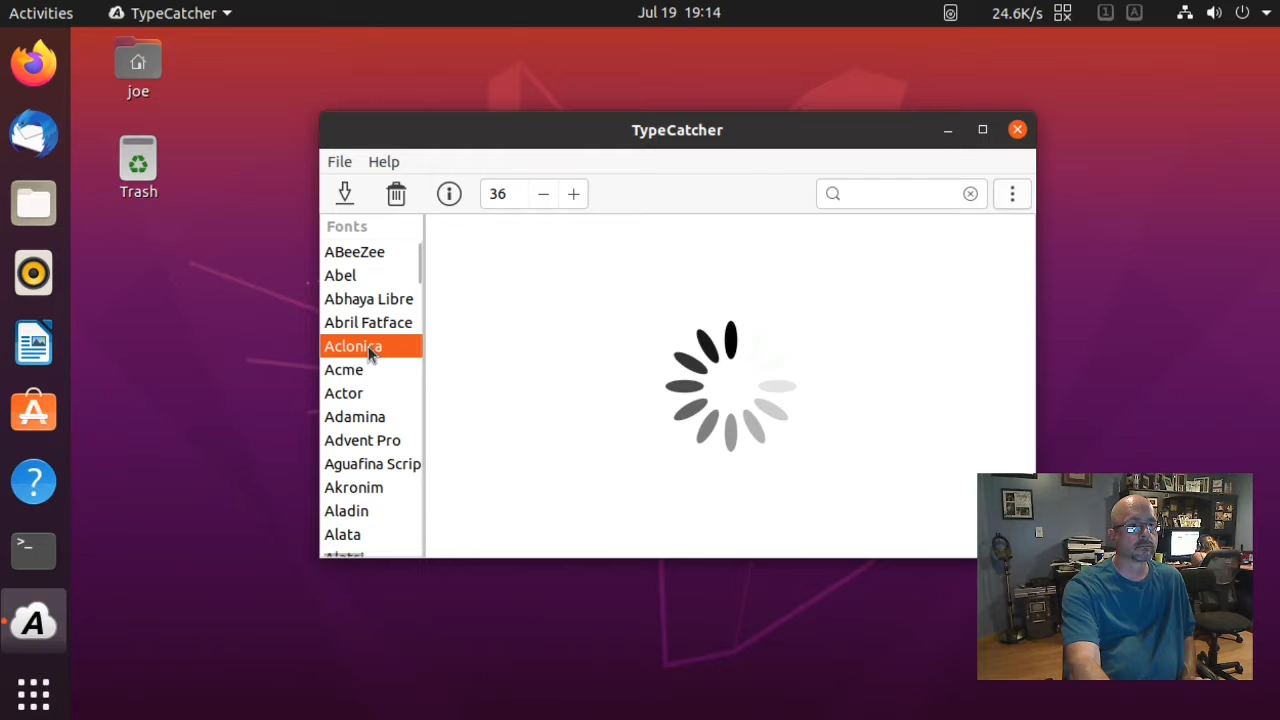 Activities
TypeCatcher
Jul 19 19:14
24.6K/s
1
A
joe
Trash
TypeCatcher
File
Help
36
Fonts
ABeeZee
Abel
Abhaya Libre
Abril Fatface
Aclonica
Acme
Actor
Adamina
Advent Pro
Aguafina Scrip
Akronim
Aladin
Alata